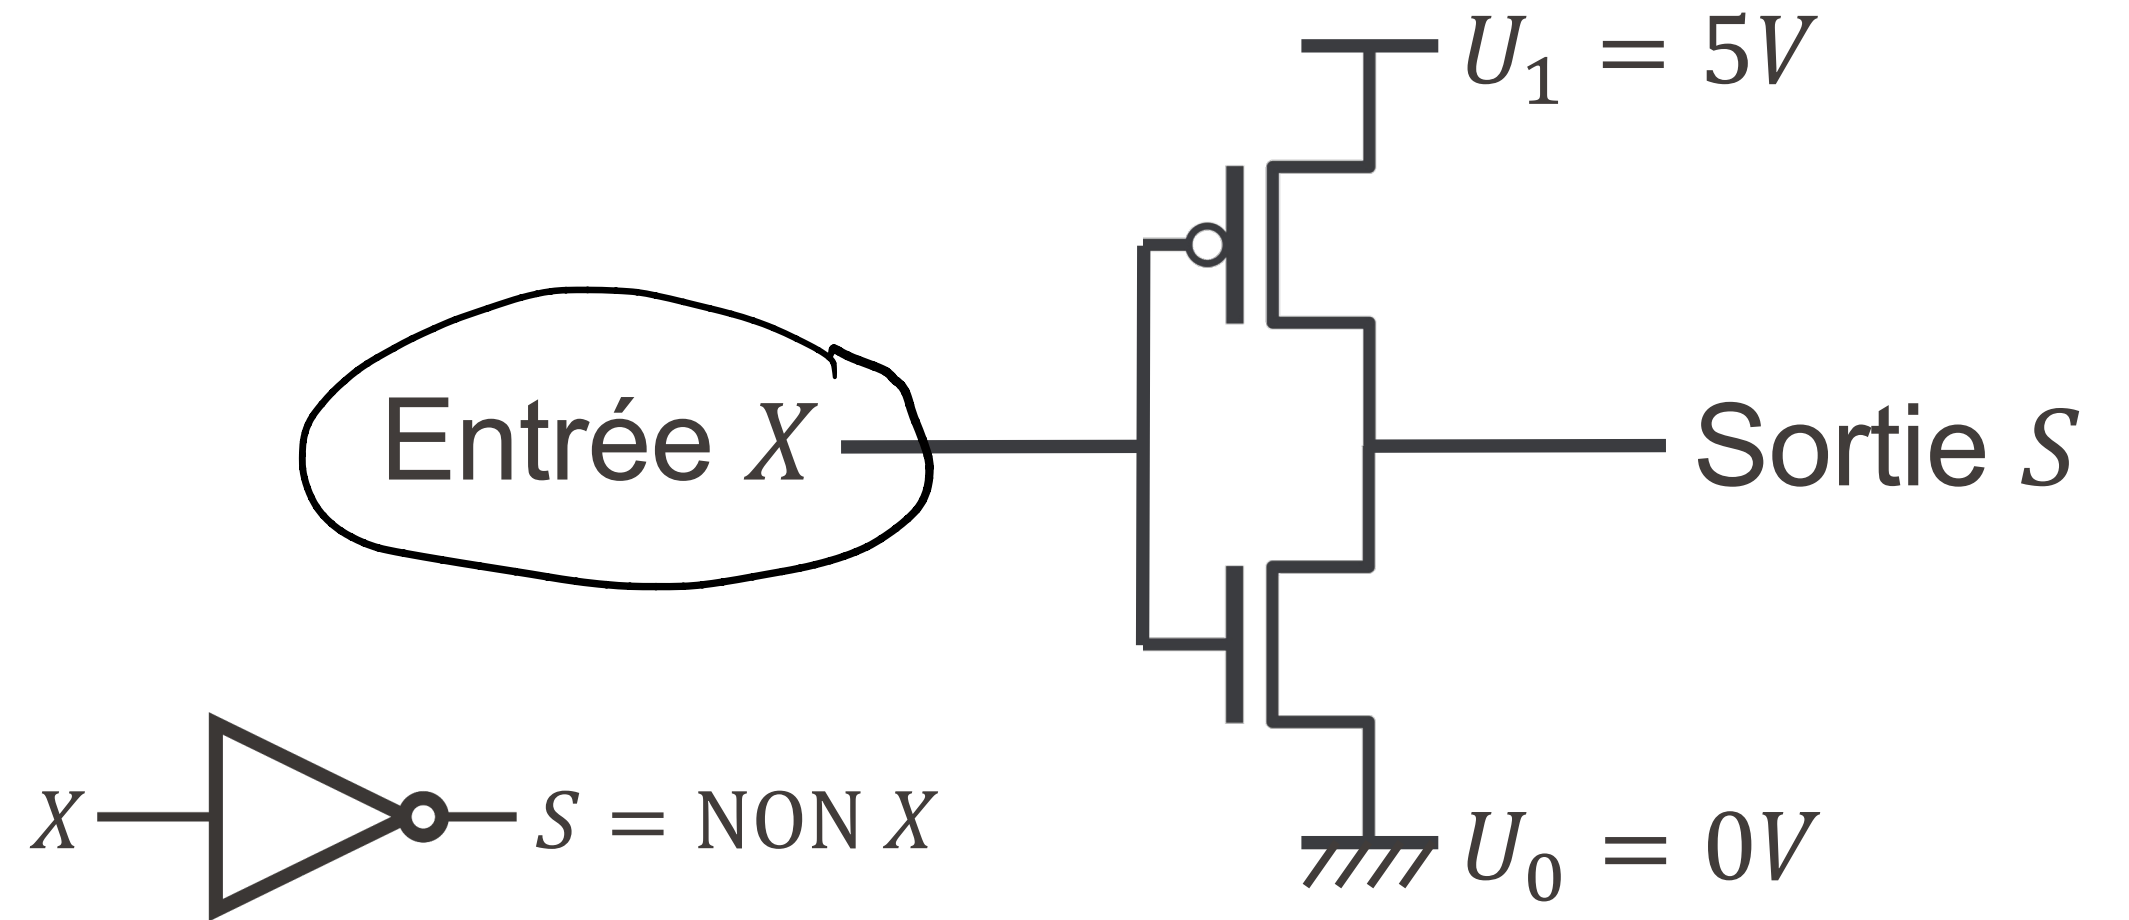 U₁ = 5V
Entrée X
Sortie S
X
S = NON X
U₀ = 0V